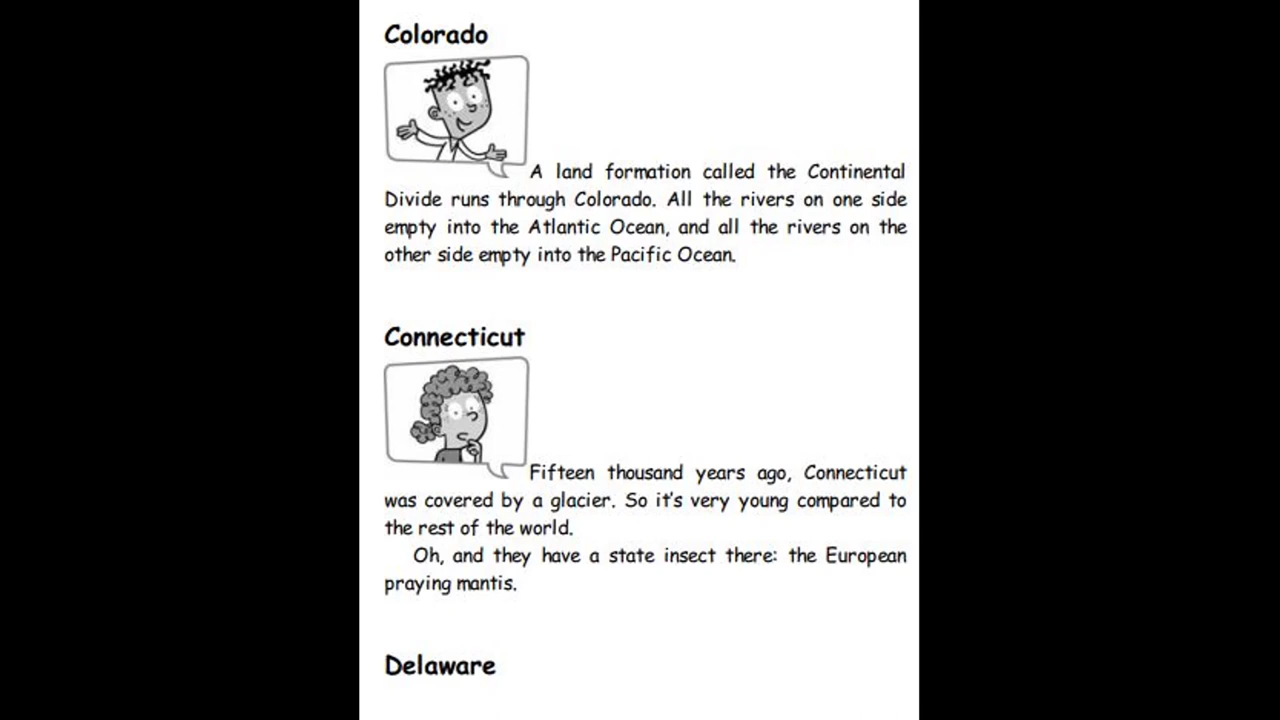 Colorado
A land formation called the Continental
Divide runs through Colorado. All the rivers on one side
empty into the Atlantic Ocean, and all the rivers on the
other side empty into the Pacific Ocean.
Connecticut
Fifteen thousand years ago, Connecticut
was covered by a glacier. So it's very young compared to
the rest of the world.
Oh, and they have a state insect there: the European
praying mantis.
Delaware